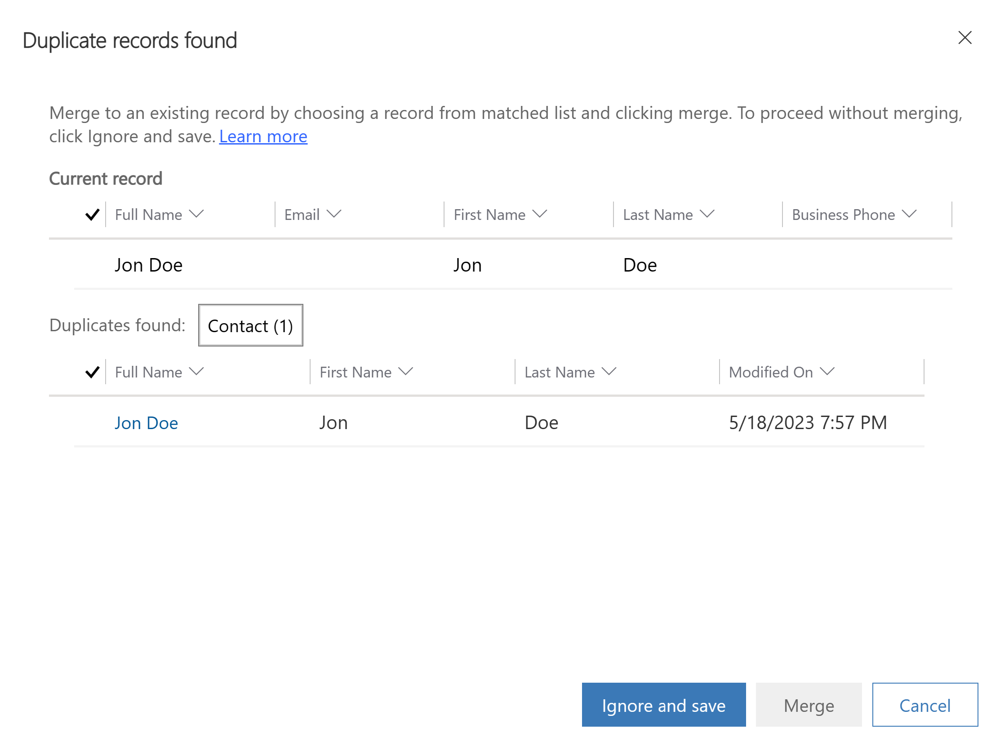 Duplicate records found
Merge to an existing record by choosing a record from matched list and clicking merge. To proceed without merging,
click Ignore and save. Learn more
Current record
Full Name Email First Name Last Name Business Phone
Jon Doe Jon Doe
Duplicates found: Contact (1)
Full Name First Name Last Name Modified On
Jon Doe Jon Doe 5/18/2023 7:57 PM
Ignore and save Merge Cancel